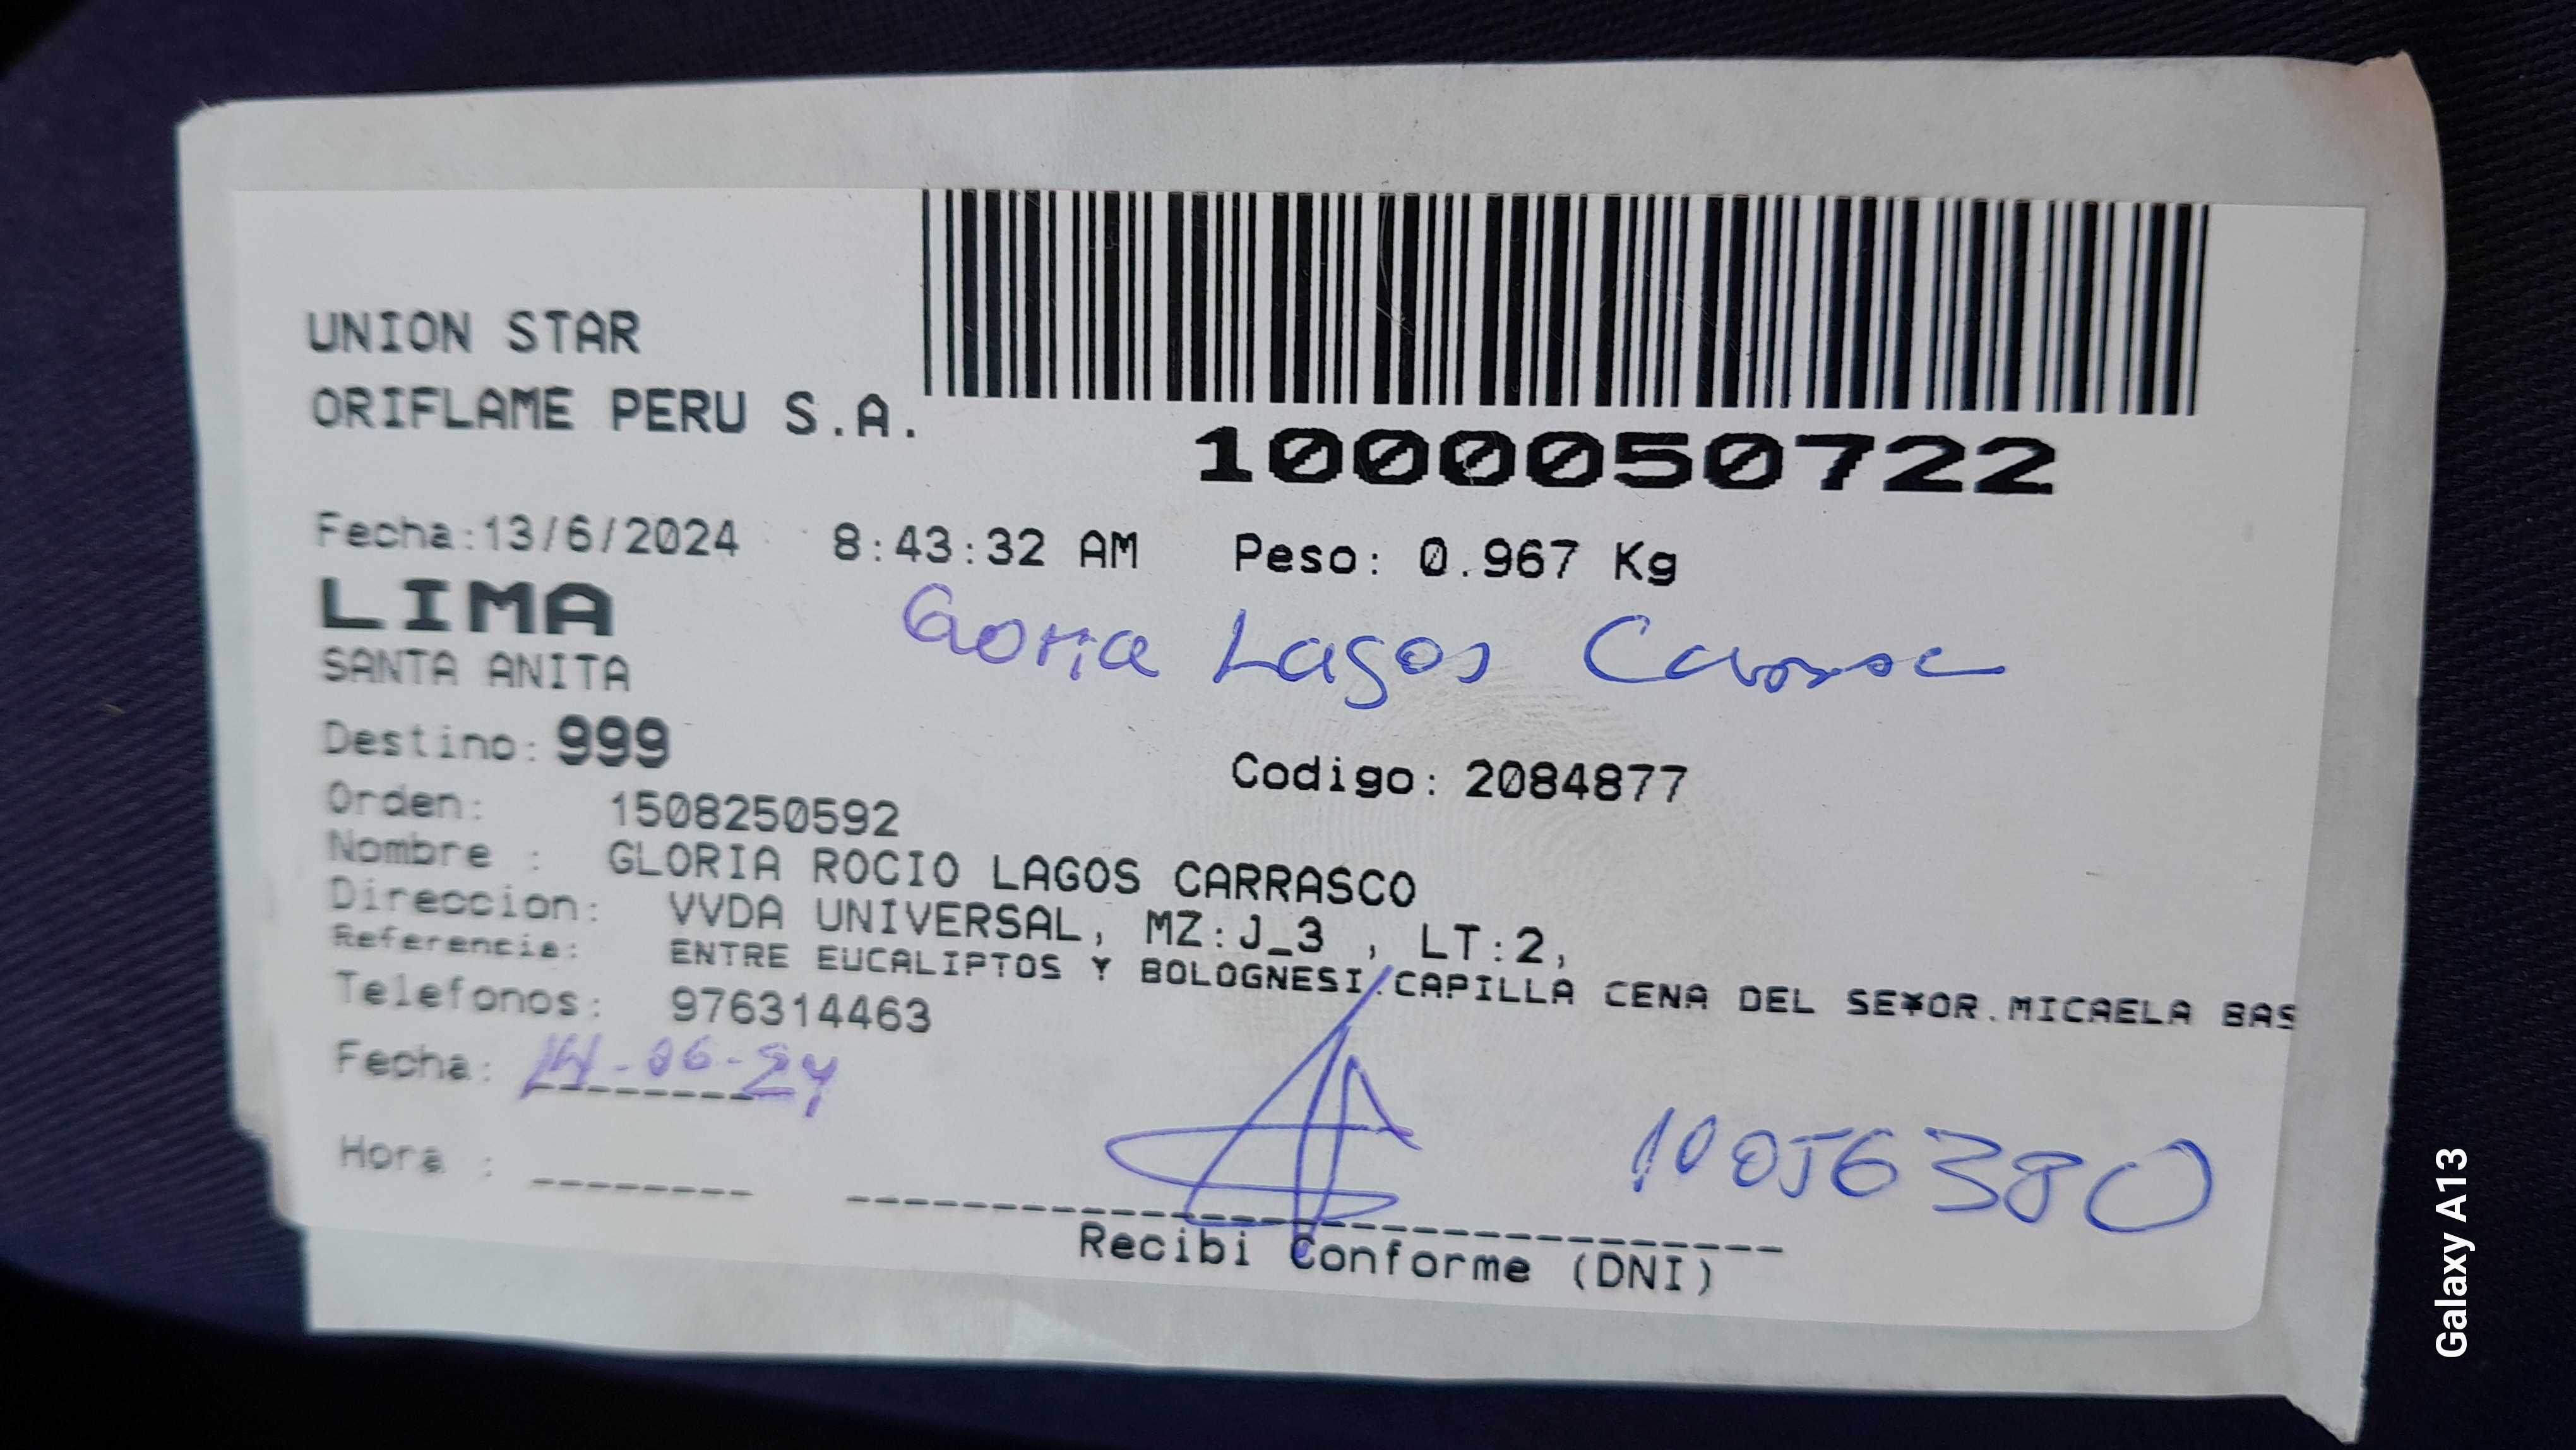 UNION STAR
ORIFLAME PERU S.A.
1000050722
Fecha:13/6/2024 8:43:32 AM Peso: 0.967 Kg
LIMA
Gloria Lagos Carrasco
SANTA ANITA
Destino: 999
Codigo: 2084877
Orden: 1508250592
Nombre : GLORIA ROCIO LAGOS CARRASCO
Direccion: VVDA UNIVERSAL, MZ:J_3 , LT:2,
Referencia: ENTRE EUCALIPTOS Y BOLOGNESI.CAPILLA CENA DEL SE¥OR.MICAELA BAS
Telefonos: 976314463
Fecha: 14-06-24
Hora : ________
10056380
Recibi Conforme (DNI)
Galaxy A13